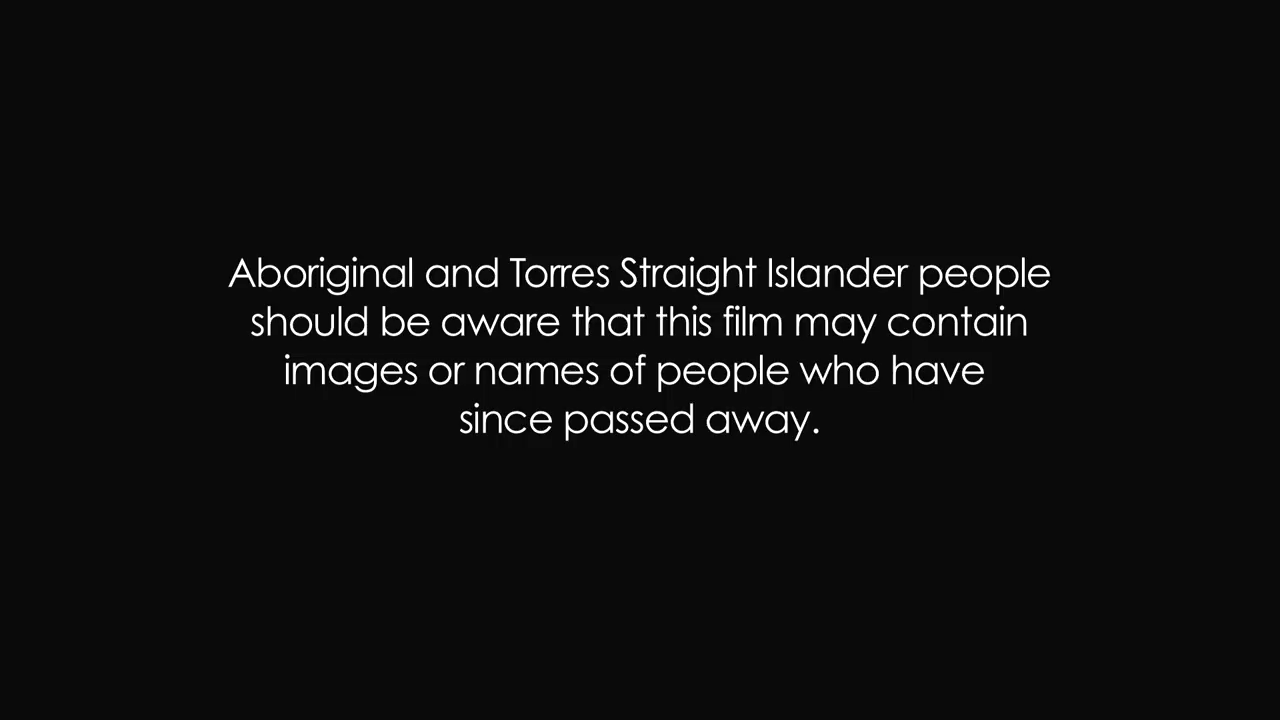 Aboriginal and Torres Straight Islander people
should be aware that this film may contain
images or names of people who have
since passed away.